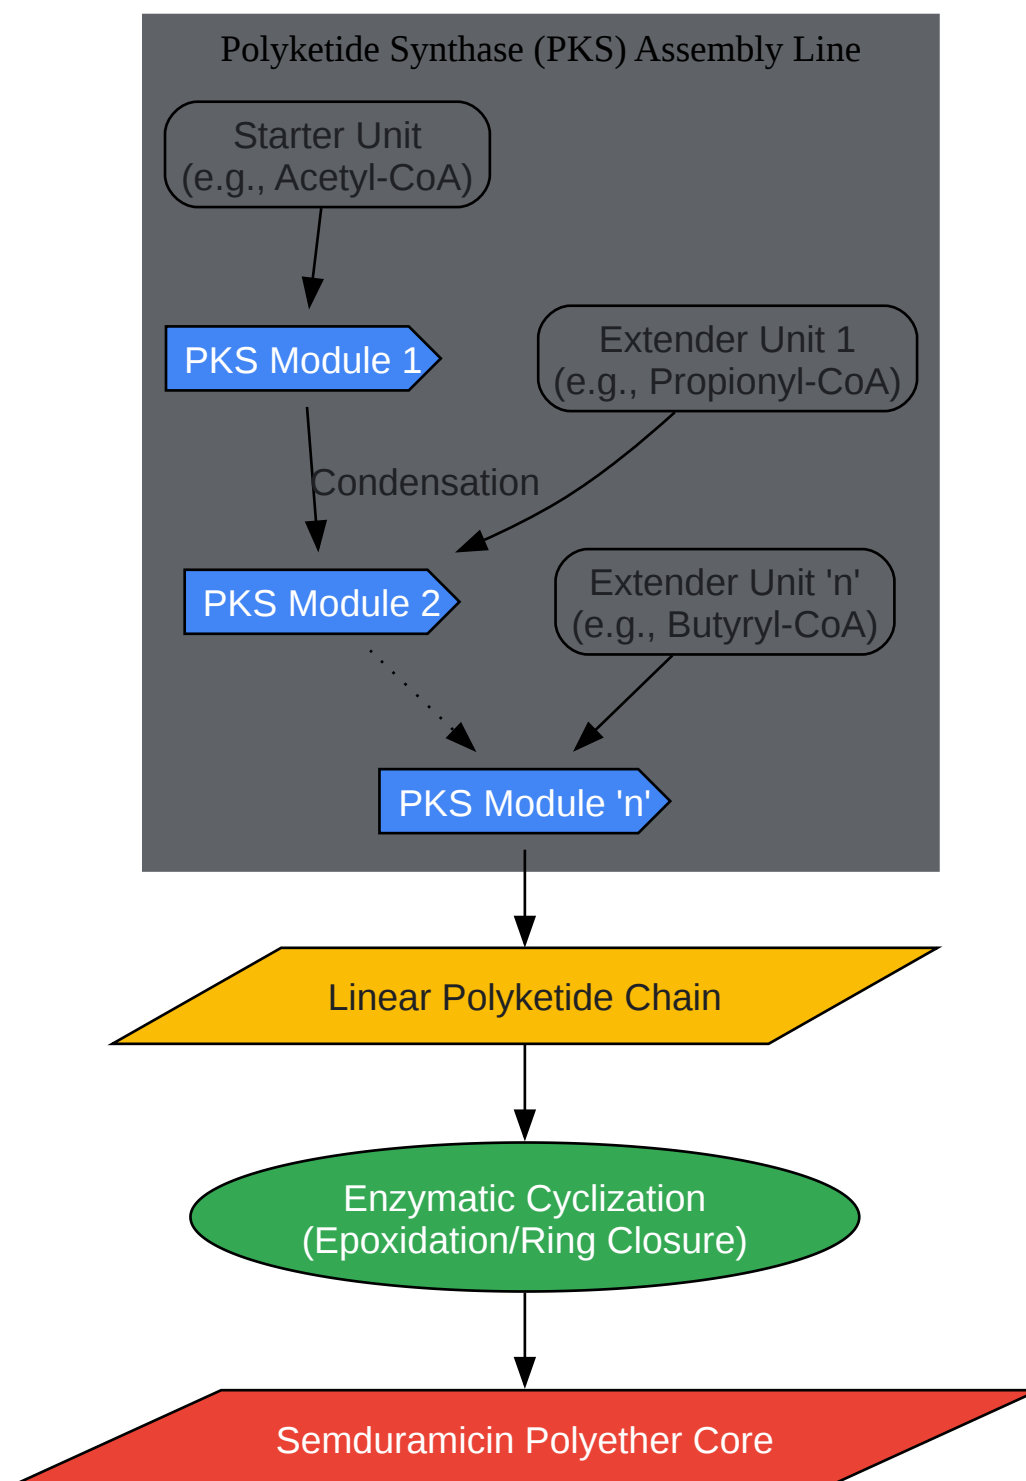 Polyketide Synthase (PKS) Assembly Line
Starter Unit
(e.g., Acetyl-CoA)
PKS Module 1
Extender Unit 1
(e.g., Propionyl-CoA)
Condensation
PKS Module 2
Extender Unit 'n'
(e.g., Butyryl-CoA)
PKS Module 'n'
Linear Polyketide Chain
Enzymatic Cyclization
(Epoxidation/Ring Closure)
Semduramicin Polyether Core